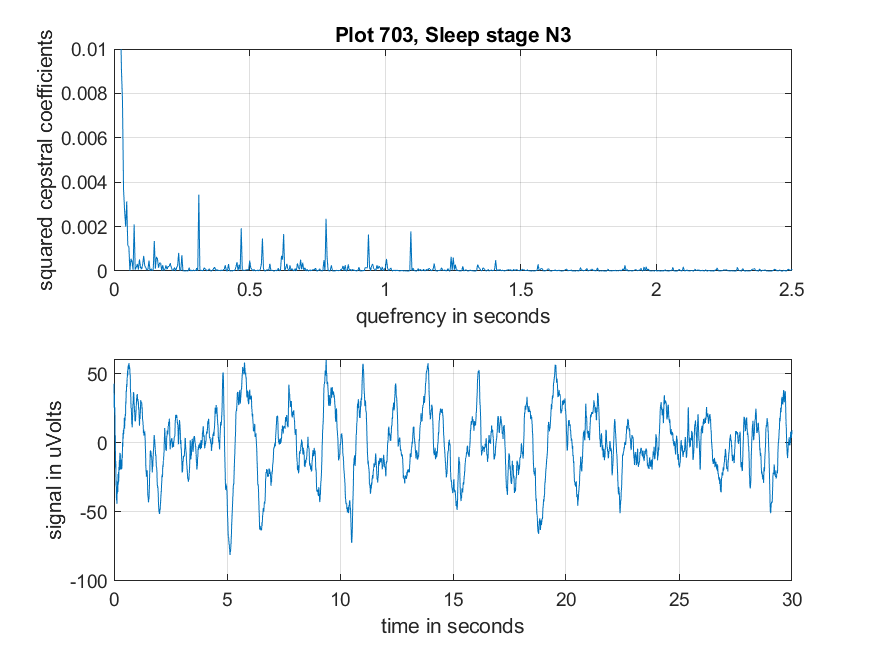 Plot 703, Sleep stage N3
squared cepstral coefficients
0.01
0.008
0.006
0.004
0.002
0
0 0.5 1 1.5 2 2.5
quefrency in seconds
signal in uVolts
50
0
-50
-100
0 5 10 15 20 25 30
time in seconds